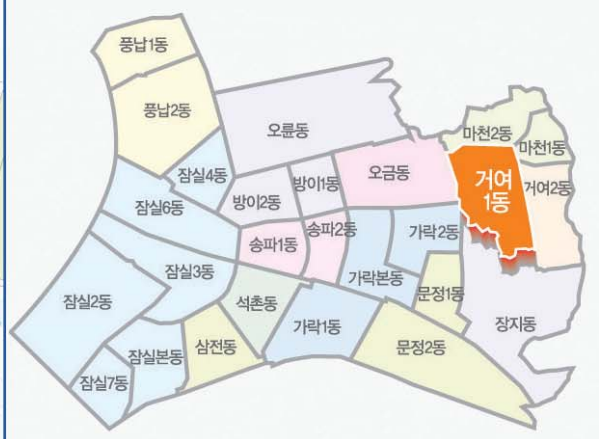 풍납1동
풍납2동
오륜동
마천2동
마천1동
잠실4동
방이2동
방이1동
오금동
거여
1동
거여2동
잠실6동
송파1동
송파2동
가락본동
가락2동
잠실3동
잠실2동
석촌동
가락1동
문정1동
장지동
잠실본동
삼전동
문정2동
잠실7동